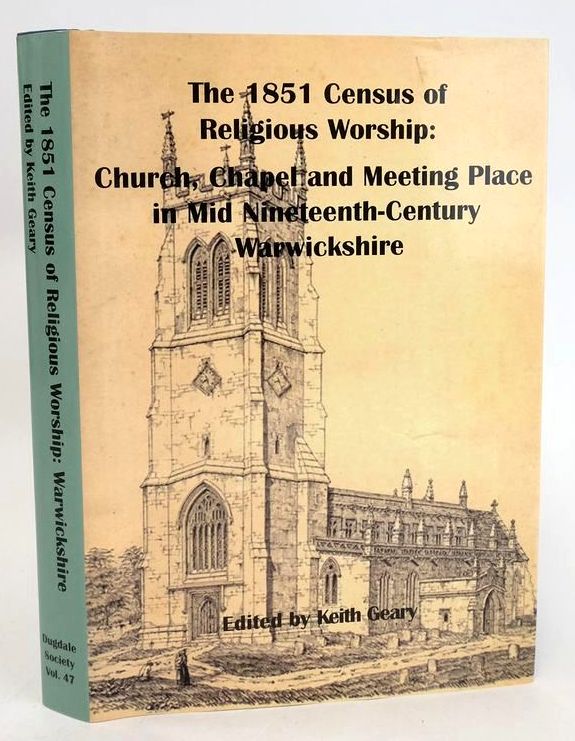 The 1851 Census of
Religious Worship:
Church, Chapel and Meeting Place
in Mid Nineteenth-Century
Warwickshire
Edited by Keith Geary
The 1851 Census of Religious Worship: Warwickshire
Edited by Keith Geary
Dugdale
Society
Vol. 47